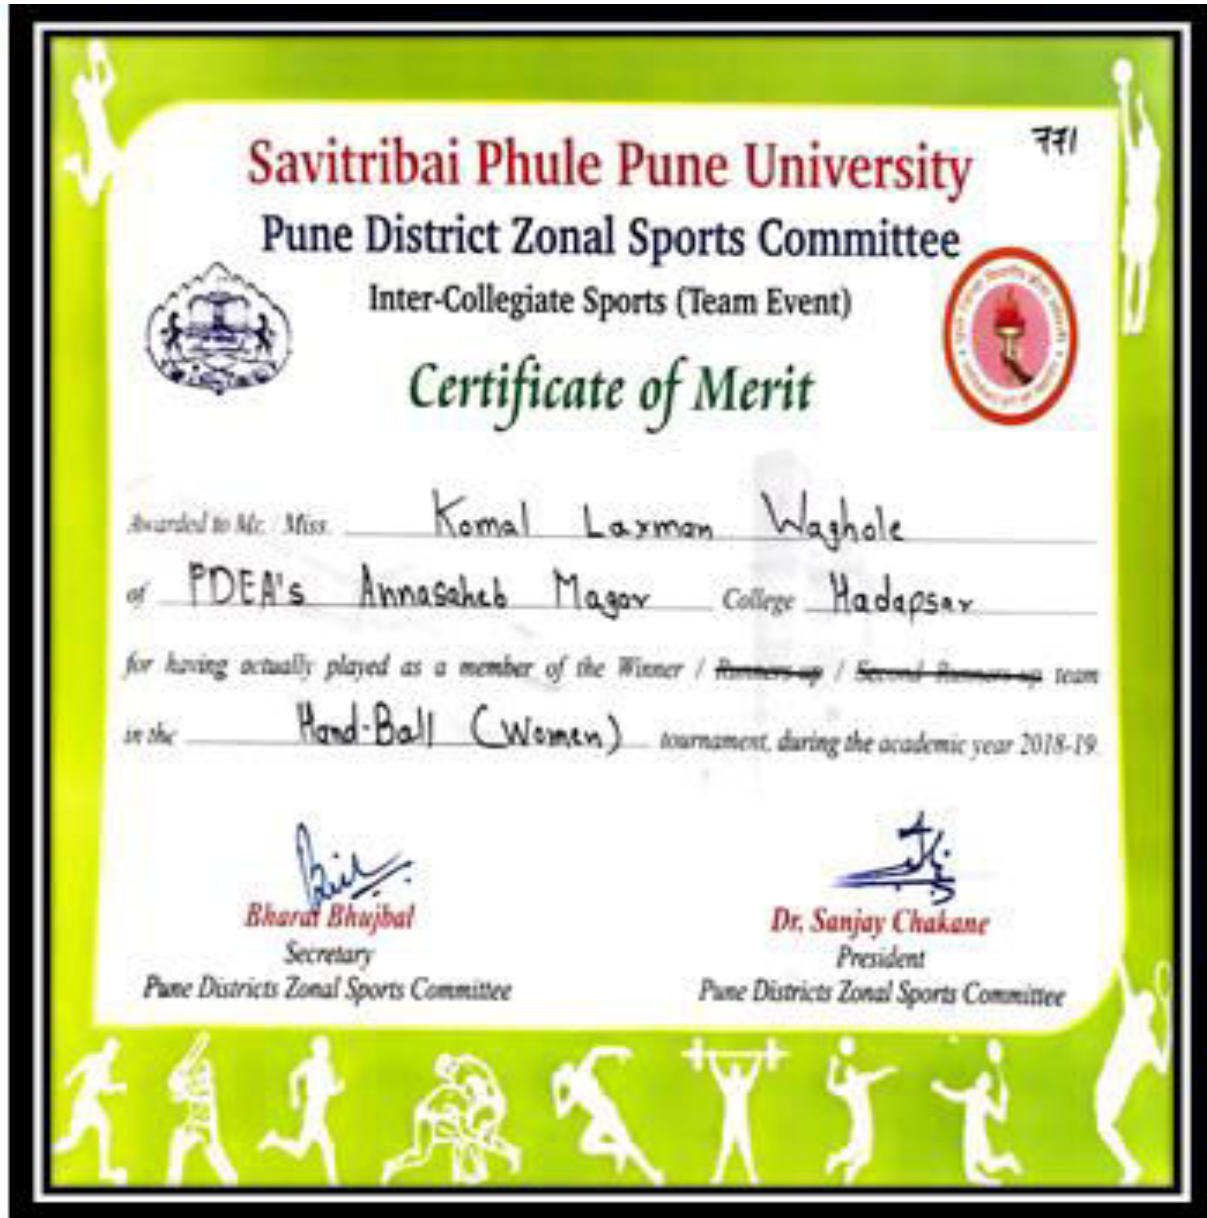 771
Savitribai Phule Pune University
Pune District Zonal Sports Committee
Inter-Collegiate Sports (Team Event)
Certificate of Merit
Awarded to Mr. / Miss. Komal Laxman Waghole
of PDEA's Annasaheb Magar College Hadapsar
for having actually played as a member of the Winner / Runners-up / Second Runners-up team
in the Hand-Ball (Women) tournament, during the academic year 2018-19.
Bharat Bhujbal
Secretary
Pune Districts Zonal Sports Committee
Dr. Sanjay Chakane
President
Pune Districts Zonal Sports Committee